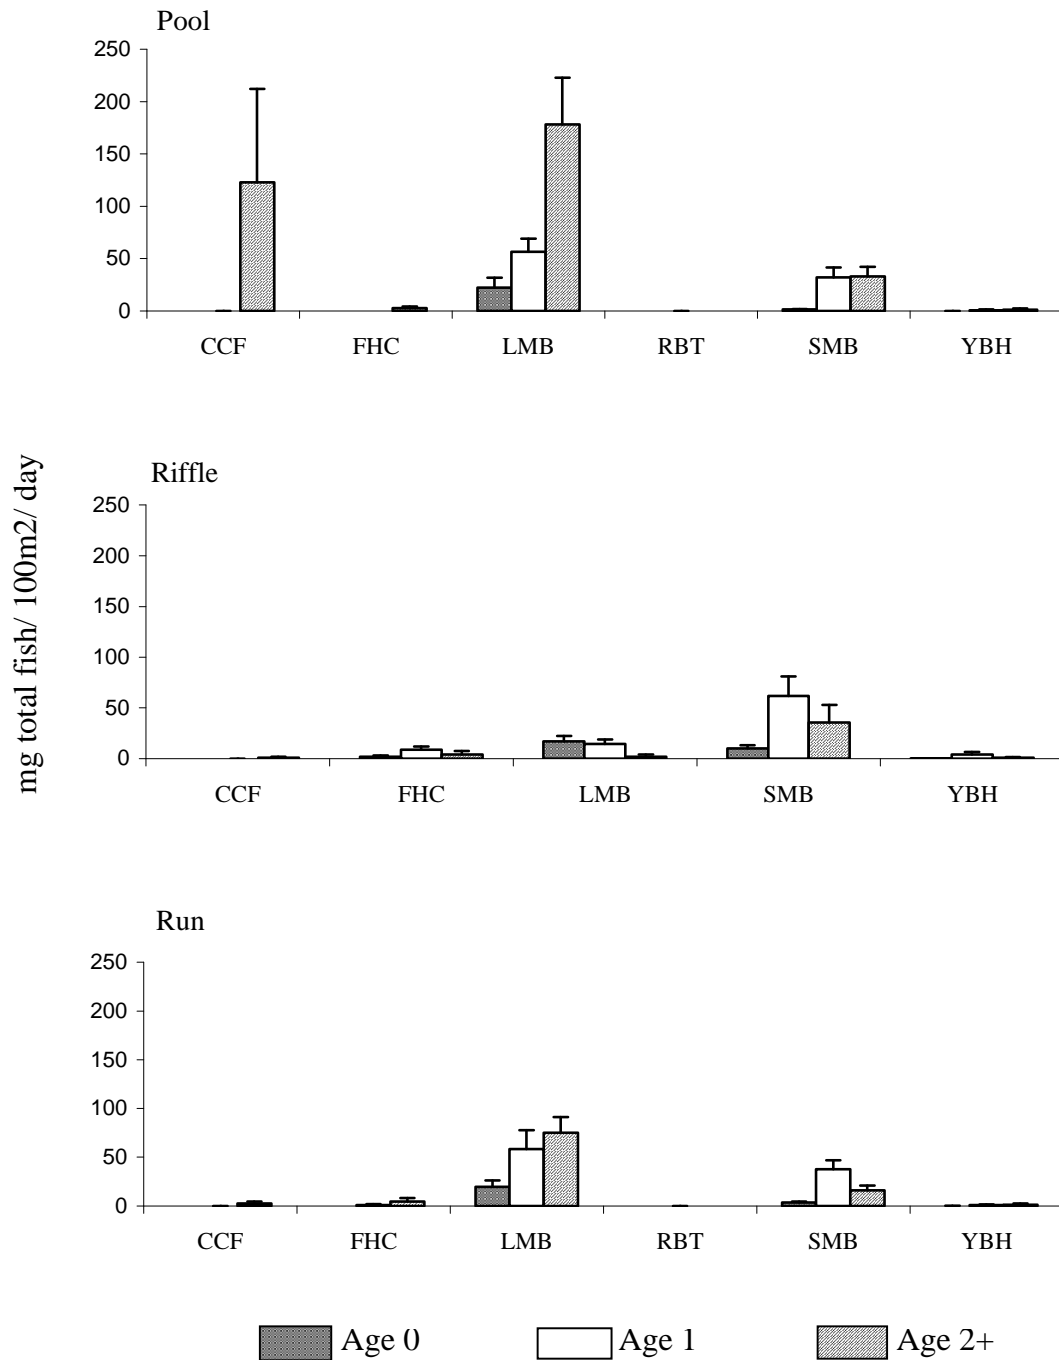 Pool
250
200
150
100
50
0
CCF FHC LMB RBT SMB YBH
mg total fish/ 100m2/ day
Riffle
250
200
150
100
50
0
CCF FHC LMB SMB YBH
Run
250
200
150
100
50
0
CCF FHC LMB RBT SMB YBH
Age 0 Age 1 Age 2+